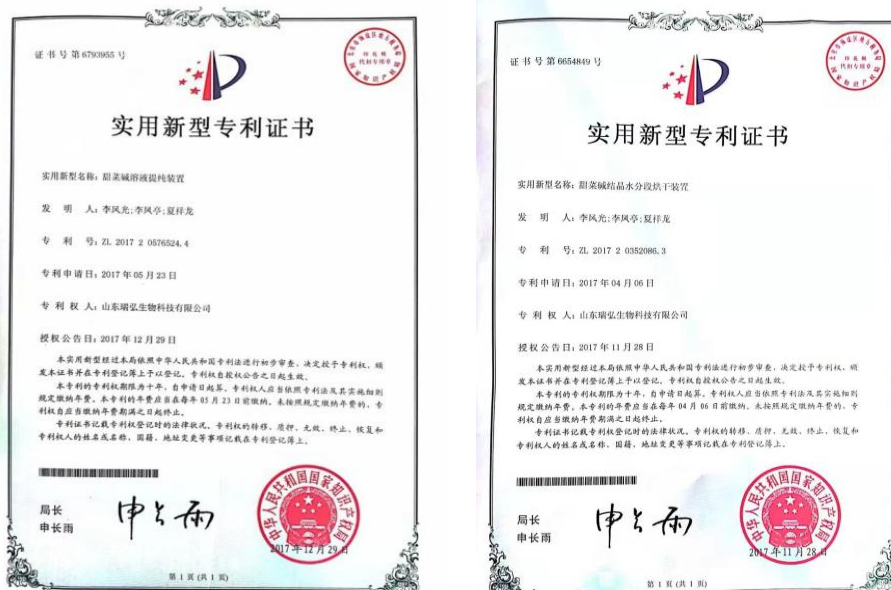 证书号第6793955号
实用新型专利证书
实用新型名称：甜菜碱溶液提纯装置
发 明 人：李风光;李风亭;夏祥龙
专 利 号：ZL 2017 2 0576524.4
专利申请日：2017年05月23日
专 利 权 人：山东瑞弘生物科技有限公司
授权公告日：2017年12月29日
本实用新型经过本局依照中华人民共和国专利法进行初步审查，决定授予专利权，颁
发本证书并在专利登记簿上予以登记。专利权自授权公告之日起生效。
本专利的专利权期限为十年，自申请日起算。专利权人应当依照专利法及其实施细则
规定缴纳年费。本专利的年费应当在每年05月23日前缴纳。未按照规定缴纳年费的，专
利权自应当缴纳年费期满之日起终止。
专利证书记载专利权登记时的法律状况。专利权的转移、质押、无效、终止、恢复和
专利权人的姓名或名称、国籍、地址变更等事项记载在专利登记簿上。
局长
申长雨
申长雨
中华人民共和国国家知识产权局
2017年12月29日
第1页(共1页)
证书号第6654849号
实用新型专利证书
实用新型名称：甜菜碱结晶水分段烘干装置
发 明 人：李风光;李风亭;夏祥龙
专 利 号：ZL 2017 2 0352086.3
专利申请日：2017年04月06日
专 利 权 人：山东瑞弘生物科技有限公司
授权公告日：2017年11月28日
本实用新型经过本局依照中华人民共和国专利法进行初步审查，决定授予专利权，颁
发本证书并在专利登记簿上予以登记。专利权自授权公告之日起生效。
本专利的专利权期限为十年，自申请日起算。专利权人应当依照专利法及其实施细则
规定缴纳年费。本专利的年费应当在每年04月06日前缴纳。未按照规定缴纳年费的，专
利权自应当缴纳年费期满之日起终止。
专利证书记载专利权登记时的法律状况。专利权的转移、质押、无效、终止、恢复和
专利权人的姓名或名称、国籍、地址变更等事项记载在专利登记簿上。
局长
申长雨
申长雨
中华人民共和国国家知识产权局
2017年11月28日
第1页(共1页)